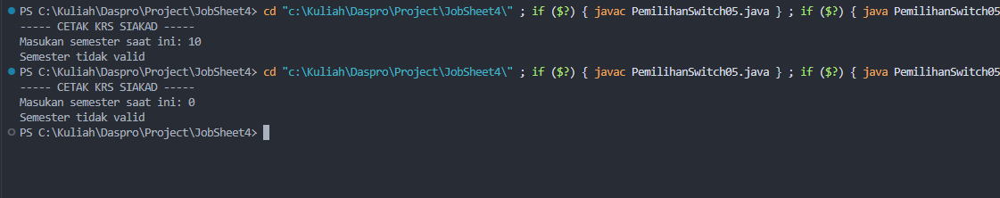 PS C:\Kuliah\Daspro\Project\JobSheet4> cd "c:\Kuliah\Daspro\Project\JobSheet4\" ; if ($?) { javac PemilihanSwitch05.java } ; if ($?) { java PemilihanSwitch05
----- CETAK KRS SIAKAD -----
Masukan semester saat ini: 10
Semester tidak valid
PS C:\Kuliah\Daspro\Project\JobSheet4> cd "c:\Kuliah\Daspro\Project\JobSheet4\" ; if ($?) { javac PemilihanSwitch05.java } ; if ($?) { java PemilihanSwitch05
----- CETAK KRS SIAKAD -----
Masukan semester saat ini: 0
Semester tidak valid
PS C:\Kuliah\Daspro\Project\JobSheet4>